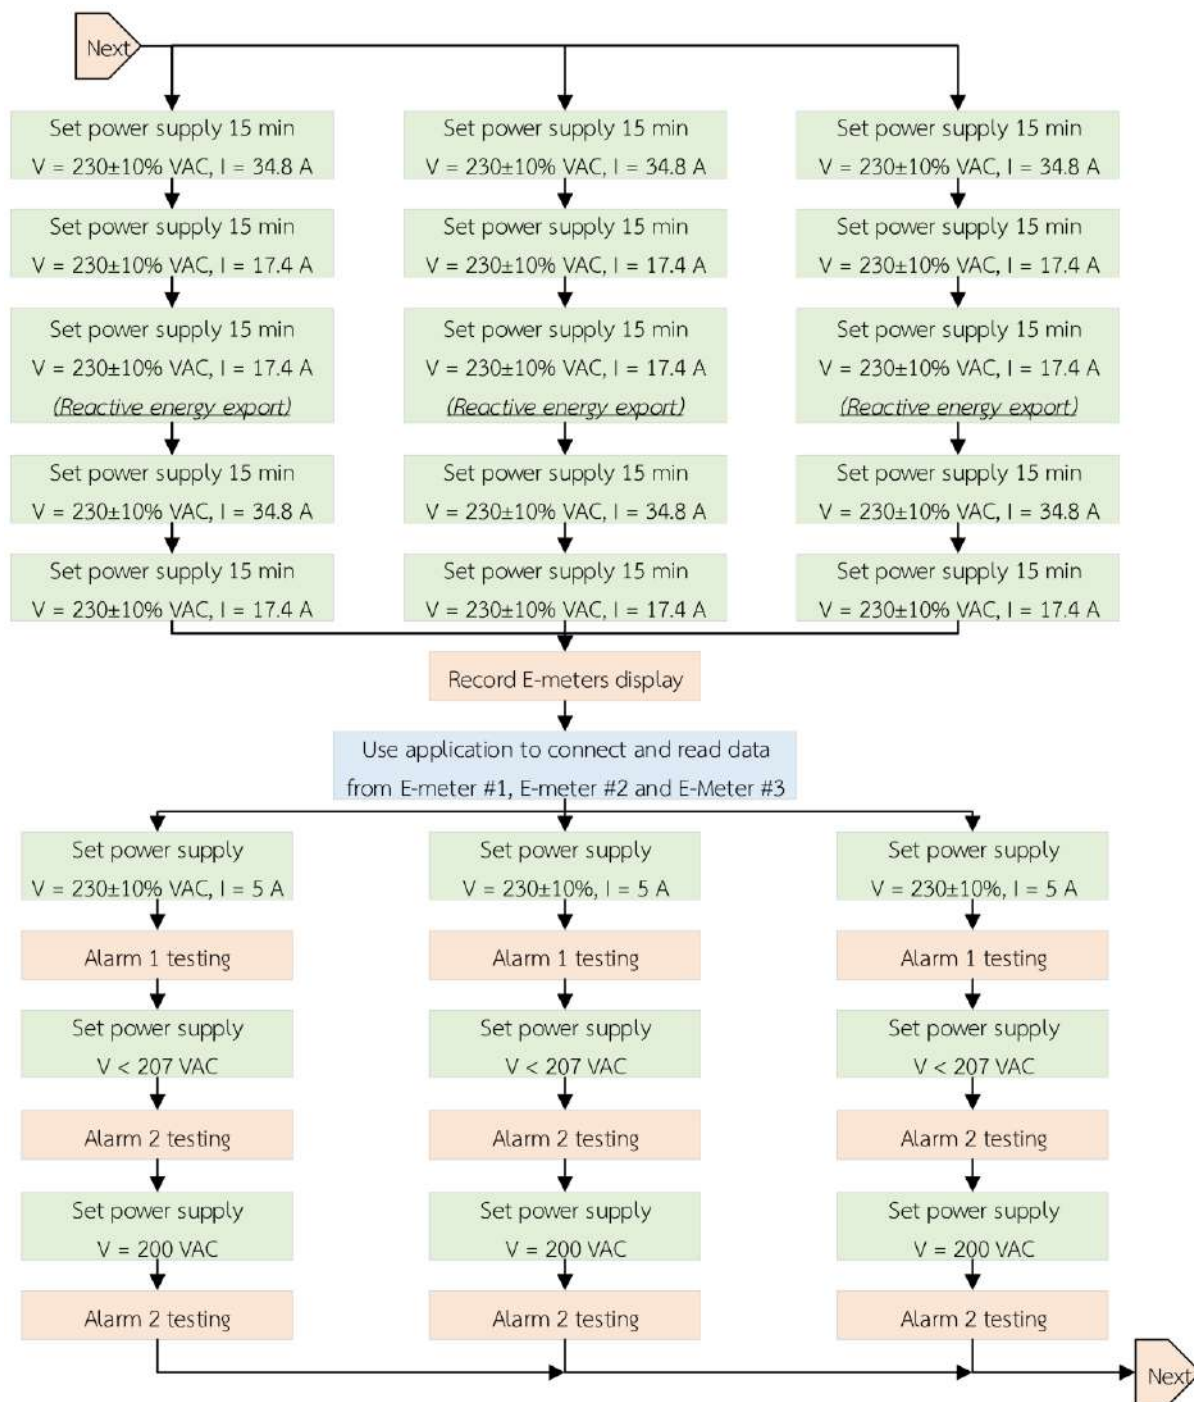 Next
Set power supply 15 min
V = 230±10% VAC, I = 34.8 A
Set power supply 15 min
V = 230±10% VAC, I = 34.8 A
Set power supply 15 min
V = 230±10% VAC, I = 34.8 A
Set power supply 15 min
V = 230±10% VAC, I = 17.4 A
Set power supply 15 min
V = 230±10% VAC, I = 17.4 A
Set power supply 15 min
V = 230±10% VAC, I = 17.4 A
Set power supply 15 min
V = 230±10% VAC, I = 17.4 A
(Reactive energy export)
Set power supply 15 min
V = 230±10% VAC, I = 17.4 A
(Reactive energy export)
Set power supply 15 min
V = 230±10% VAC, I = 17.4 A
(Reactive energy export)
Set power supply 15 min
V = 230±10% VAC, I = 34.8 A
Set power supply 15 min
V = 230±10% VAC, I = 34.8 A
Set power supply 15 min
V = 230±10% VAC, I = 34.8 A
Set power supply 15 min
V = 230±10% VAC, I = 17.4 A
Set power supply 15 min
V = 230±10% VAC, I = 17.4 A
Set power supply 15 min
V = 230±10% VAC, I = 17.4 A
Record E-meters display
Use application to connect and read data
from E-meter #1, E-meter #2 and E-Meter #3
Set power supply
V = 230±10% VAC, I = 5 A
Set power supply
V = 230±10%, I = 5 A
Set power supply
V = 230±10%, I = 5 A
Alarm 1 testing
Alarm 1 testing
Alarm 1 testing
Set power supply
V < 207 VAC
Set power supply
V < 207 VAC
Set power supply
V < 207 VAC
Alarm 2 testing
Alarm 2 testing
Alarm 2 testing
Set power supply
V = 200 VAC
Set power supply
V = 200 VAC
Set power supply
V = 200 VAC
Alarm 2 testing
Alarm 2 testing
Alarm 2 testing
Next